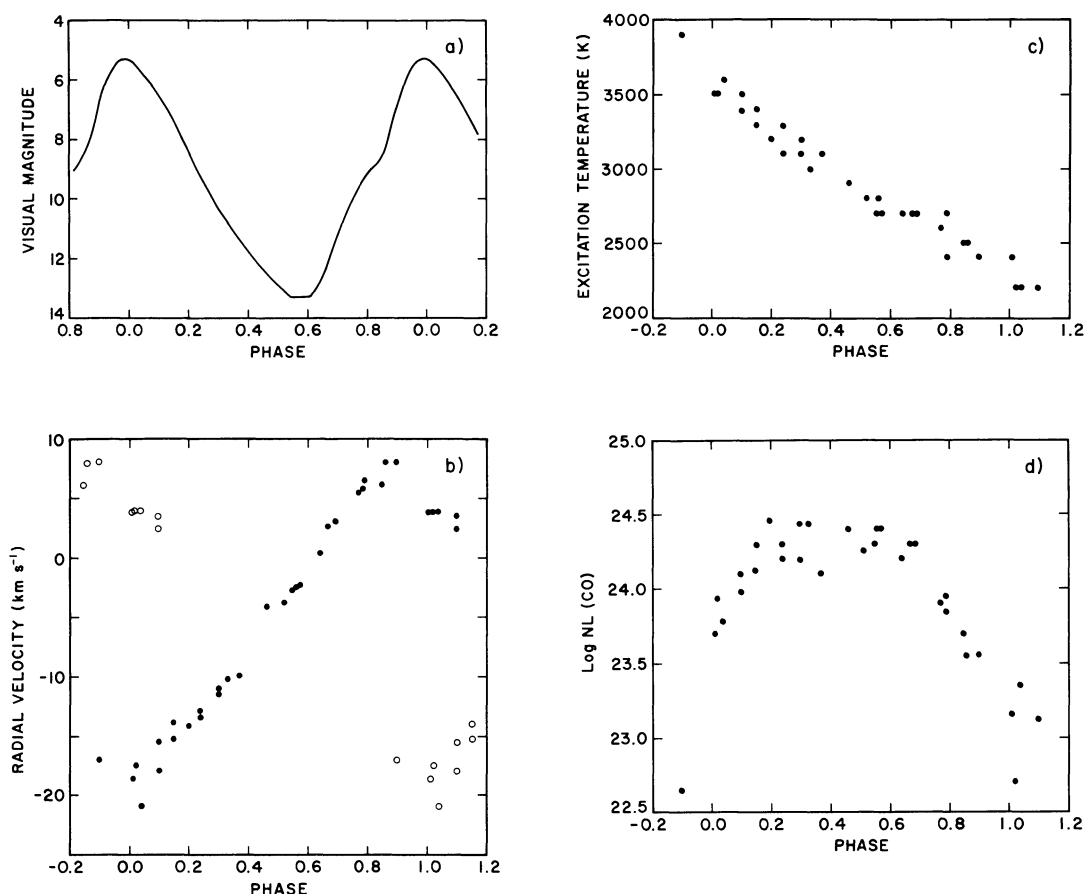 a)
4
6
8
10
12
14
VISUAL MAGNITUDE
0.8 0.0 0.2 0.4 0.6 0.8 0.0 0.2
PHASE
c)
4000
3500
3000
2500
2000
EXCITATION TEMPERATURE (K)
-0.2 0.0 0.2 0.4 0.6 0.8 1.0 1.2
PHASE
b)
10
0
-10
-20
RADIAL VELOCITY (km s⁻¹)
-0.2 0.0 0.2 0.4 0.6 0.8 1.0 1.2
PHASE
d)
25.0
24.5
24.0
23.5
23.0
22.5
Log NL (CO)
-0.2 0.0 0.2 0.4 0.6 0.8 1.0 1.2
PHASE